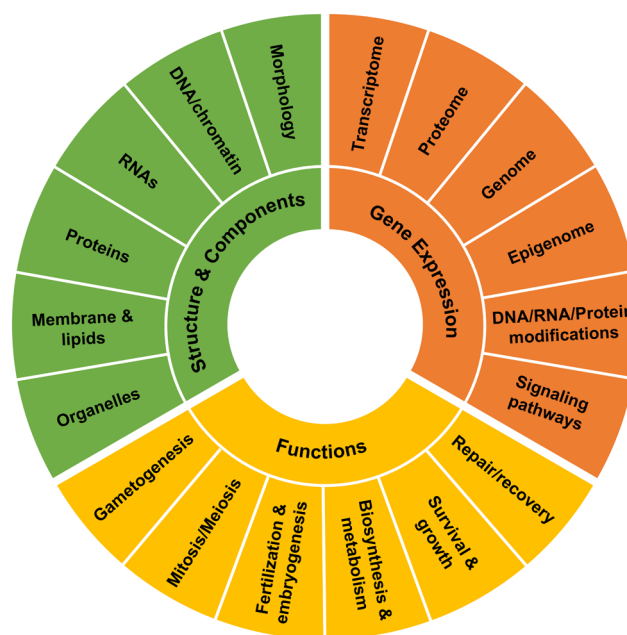 Structure & Components
Morphology
DNA/chromatin
RNAs
Proteins
Membrane &
lipids
Organelles
Gene Expression
Transcriptome
Proteome
Genome
Epigenome
DNA/RNA/Protein
modifications
Signaling
pathways
Functions
Gametogenesis
Mitosis/Meiosis
Fertilization &
embryogenesis
Biosynthesis &
metabolism
Survival &
growth
Repair/recovery